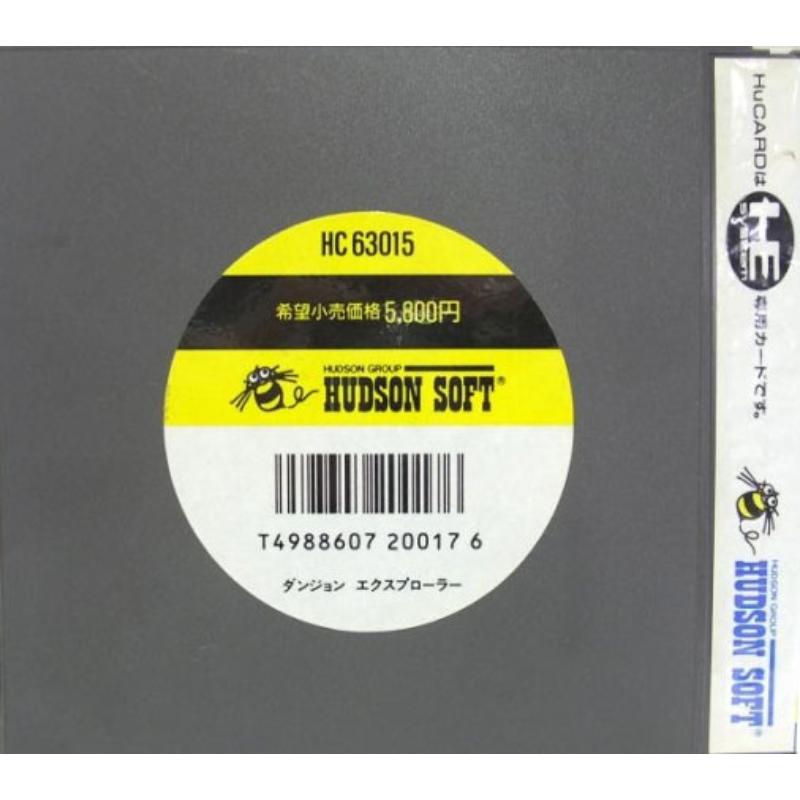 HC 63015
希望小売価格 5,800円
HUDSON GROUP
HUDSON SOFT®
T4988607 20017 6
ダンジョン エクスプローラー
HuCARDは HE system 専用カードです。
HUDSON GROUP
HUDSON SOFT®